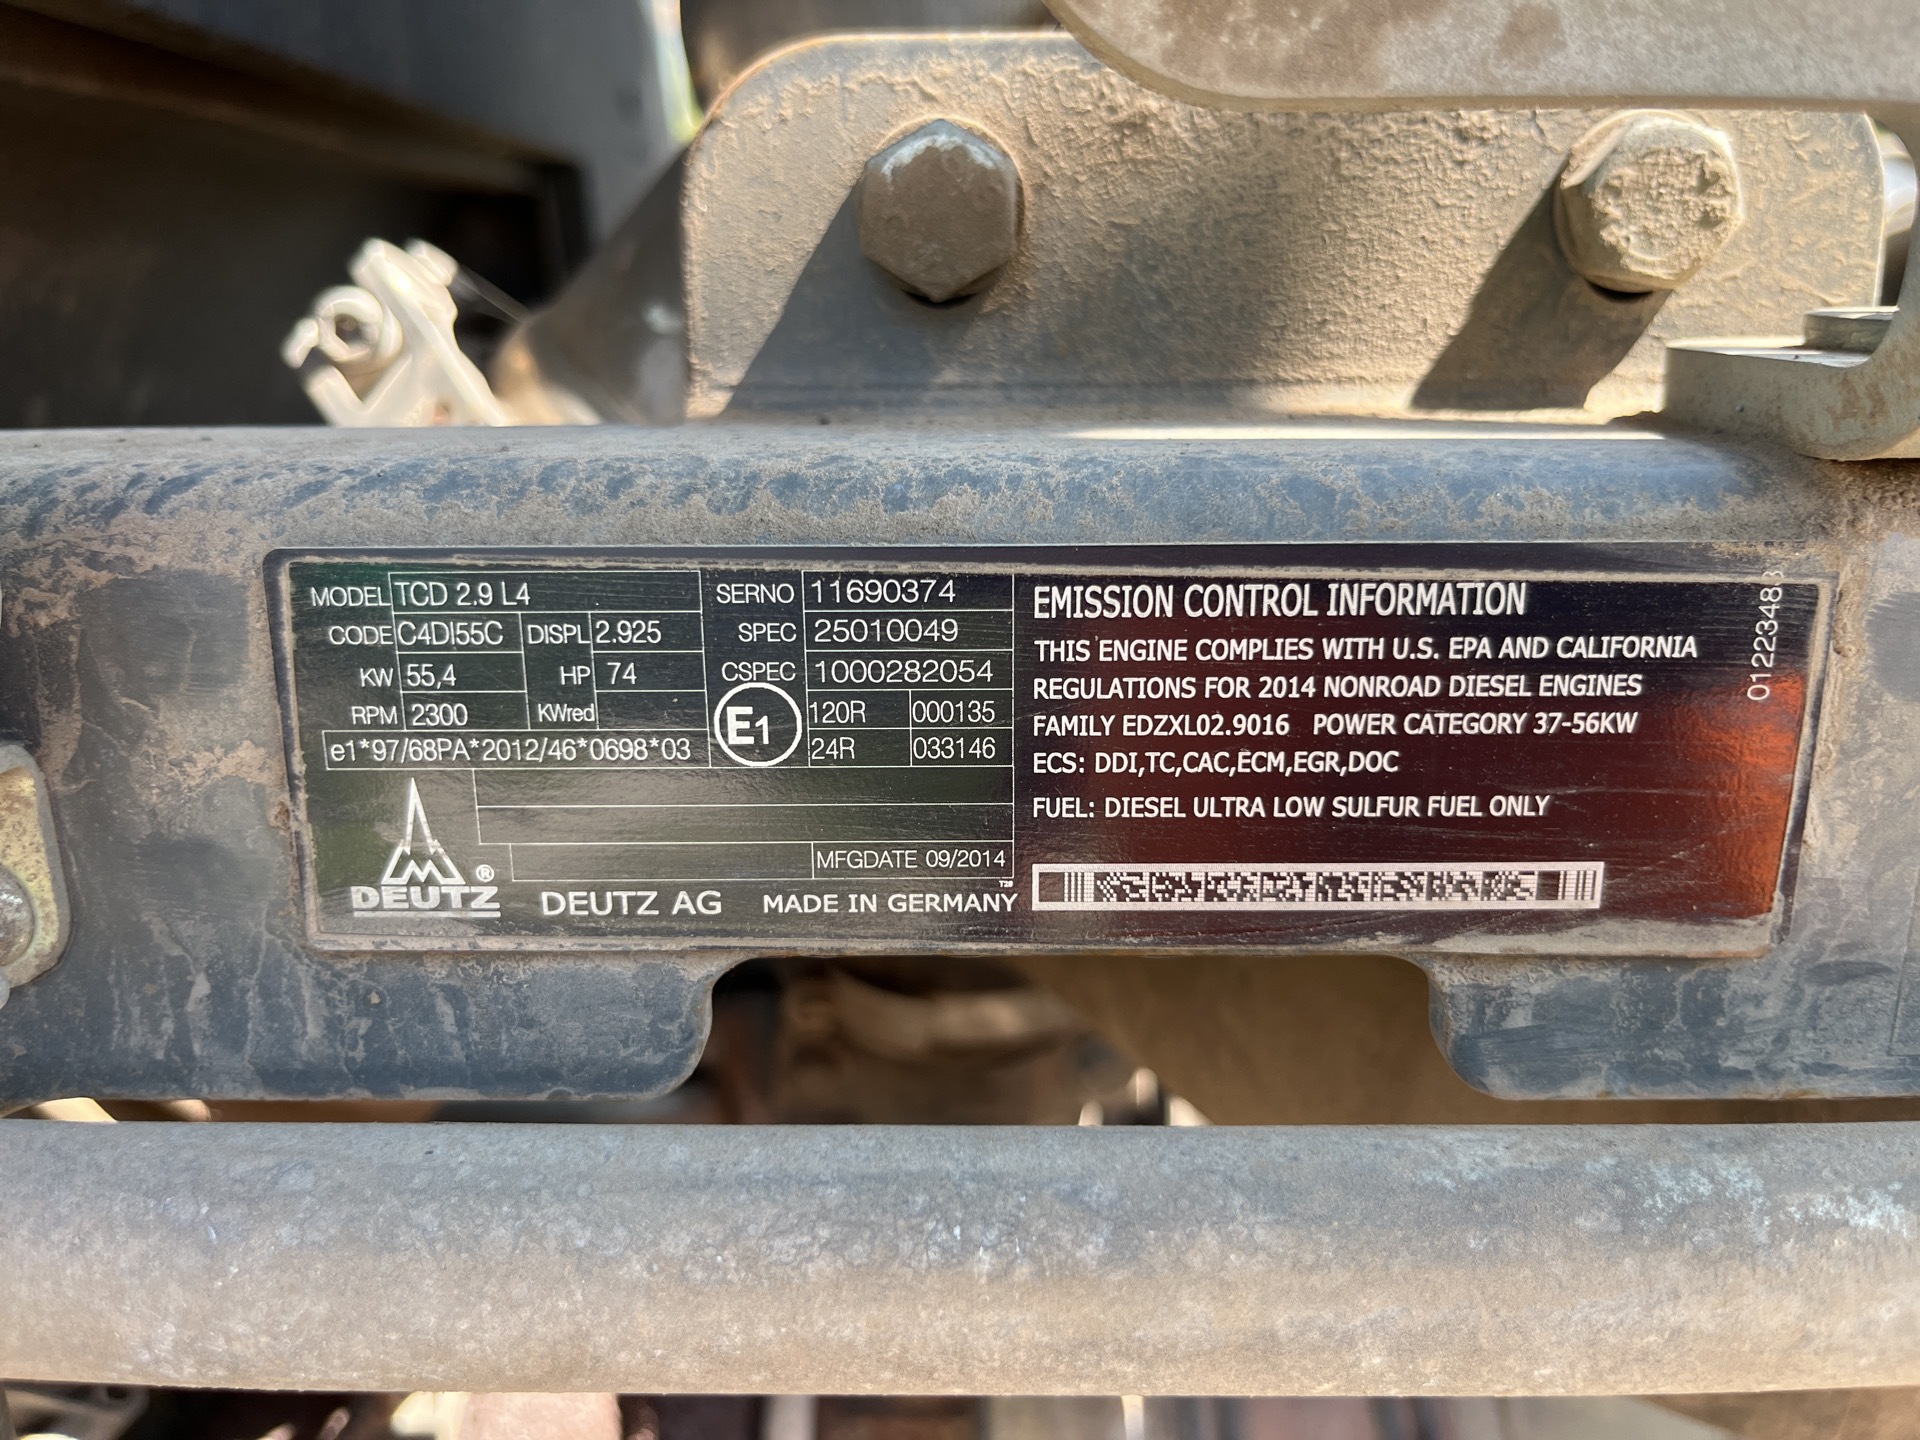 MODEL TCD 2.9 L4 SERNO 11690374
CODE C4DI55C DISPL 2.925 SPEC 25010049
KW 55,4 HP 74 CSPEC 1000282054
RPM 2300 KWred E1 120R 000135
e1*97/68PA*2012/46*0698*03 24R 033146
MFGDATE 09/2014
DEUTZ ® DEUTZ AG MADE IN GERMANY
EMISSION CONTROL INFORMATION
THIS ENGINE COMPLIES WITH U.S. EPA AND CALIFORNIA
REGULATIONS FOR 2014 NONROAD DIESEL ENGINES
FAMILY EDZXL02.9016 POWER CATEGORY 37-56KW
ECS: DDI,TC,CAC,ECM,EGR,DOC
FUEL: DIESEL ULTRA LOW SULFUR FUEL ONLY